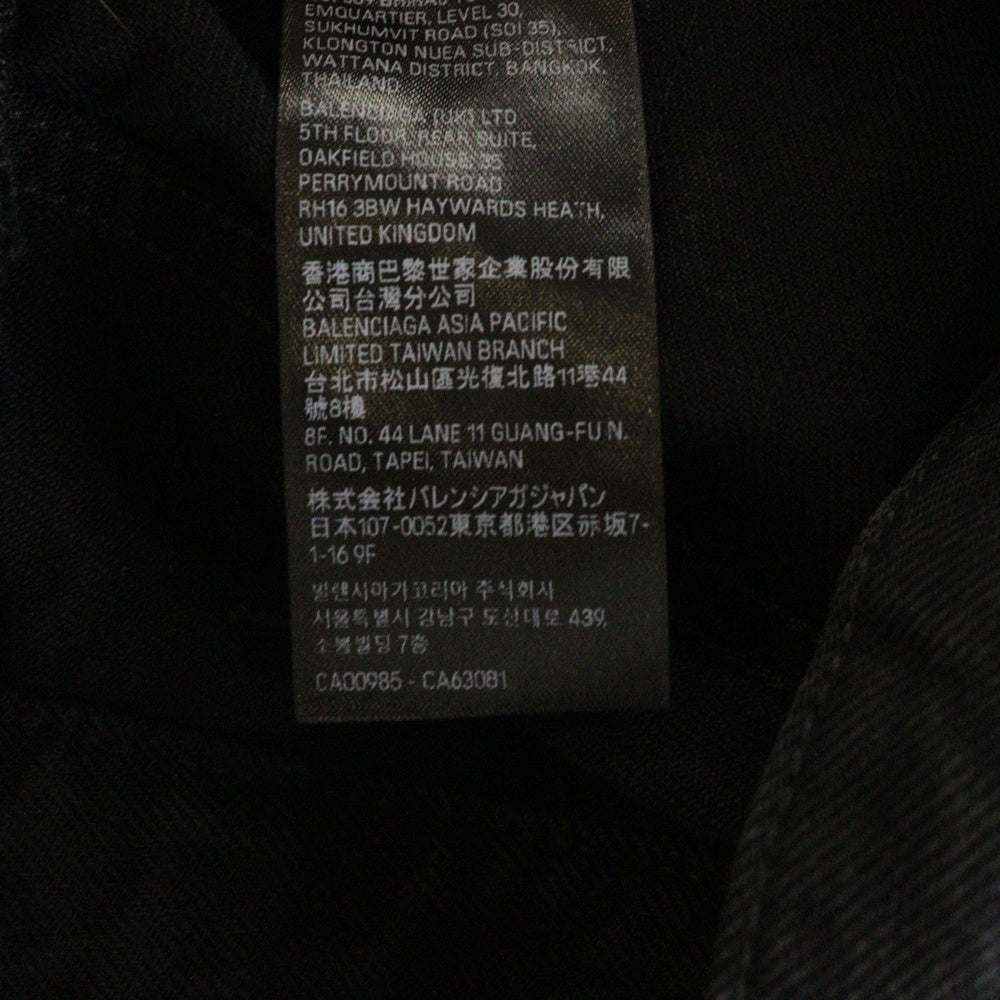 EMQUARTIER, LEVEL 30,
SUKHUMVIT ROAD (SOI 35),
KLONGTON NUEA SUB-DISTRICT,
WATTANA DISTRICT, BANGKOK,
THAILAND
BALENCIAGA (UK) LTD
5TH FLOOR, REAR SUITE,
OAKFIELD HOUSE, 35
PERRYMOUNT ROAD
RH16 3BW HAYWARDS HEATH,
UNITED KINGDOM
香港商巴黎世家企業股份有限
公司台灣分公司
BALENCIAGA ASIA PACIFIC
LIMITED TAIWAN BRANCH
台北市松山區光復北路11巷44
號8樓
8F. NO. 44 LANE 11 GUANG-FU N.
ROAD, TAPEI, TAIWAN
株式会社バレンシアガジャパン
日本107-0052東京都港区赤坂7-
1-16 9F
발렌시아가코리아 주식회사
서울특별시 강남구 도산대로 439,
소봉빌딩 7층
CA00985 - CA63081